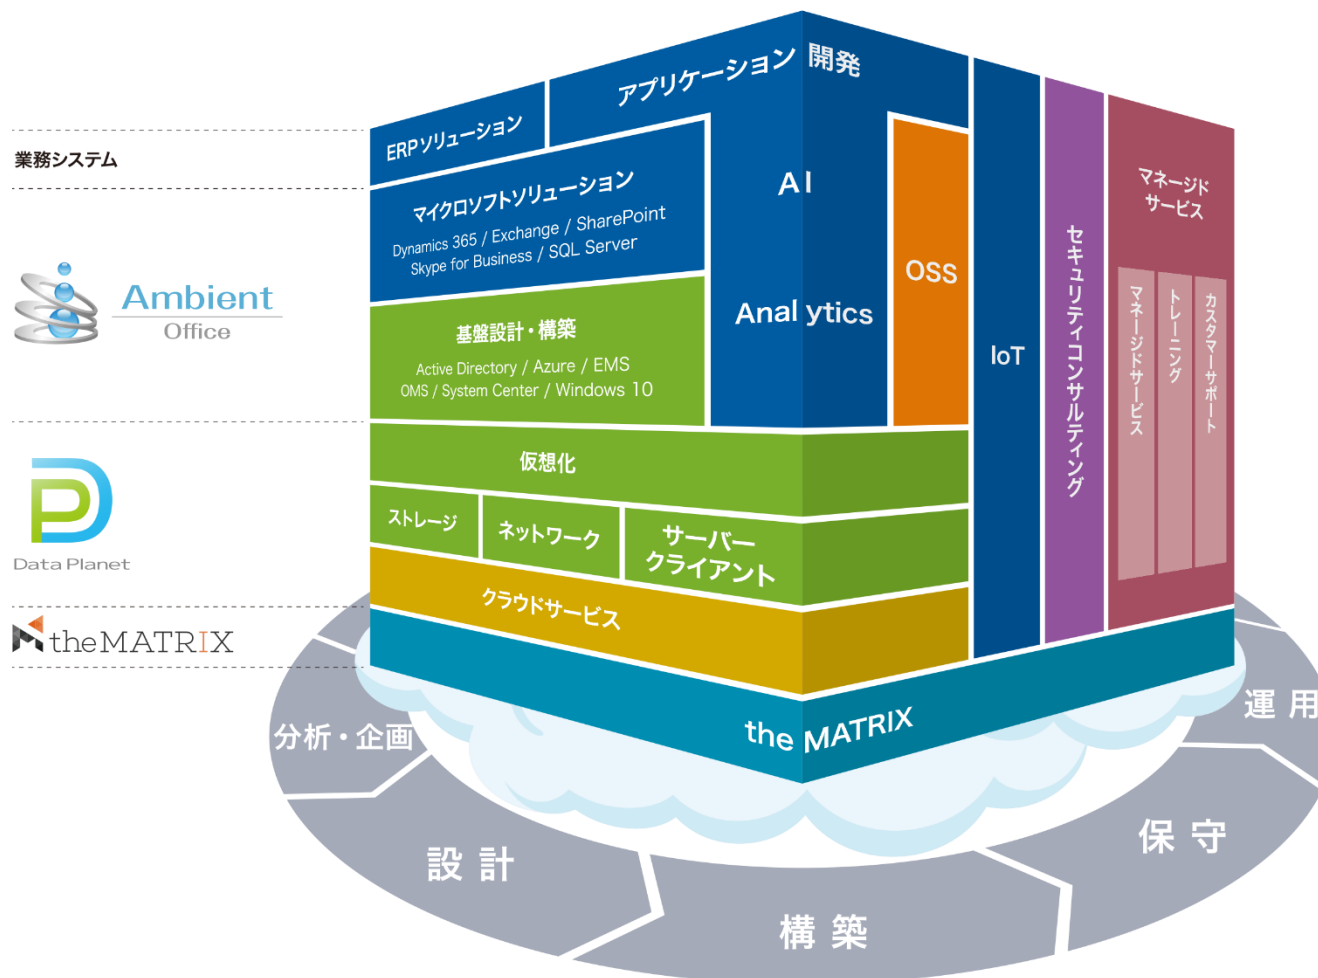 業務システム
Ambient
Office
Data Planet
theMATRIX
アプリケーション開発
ERPソリューション
マイクロソフトソリューション
Dynamics 365 / Exchange / SharePoint
Skype for Business / SQL Server
基盤設計・構築
Active Directory / Azure / EMS
OMS / System Center / Windows 10
AI
Analytics
OSS
IoT
セキュリティコンサルティング
マネージド
サービス
マネージドサービス
トレーニング
カスタマーサポート
仮想化
ストレージ
ネットワーク
サーバー
クライアント
クラウドサービス
the MATRIX
分析・企画
設計
構築
保守
運用